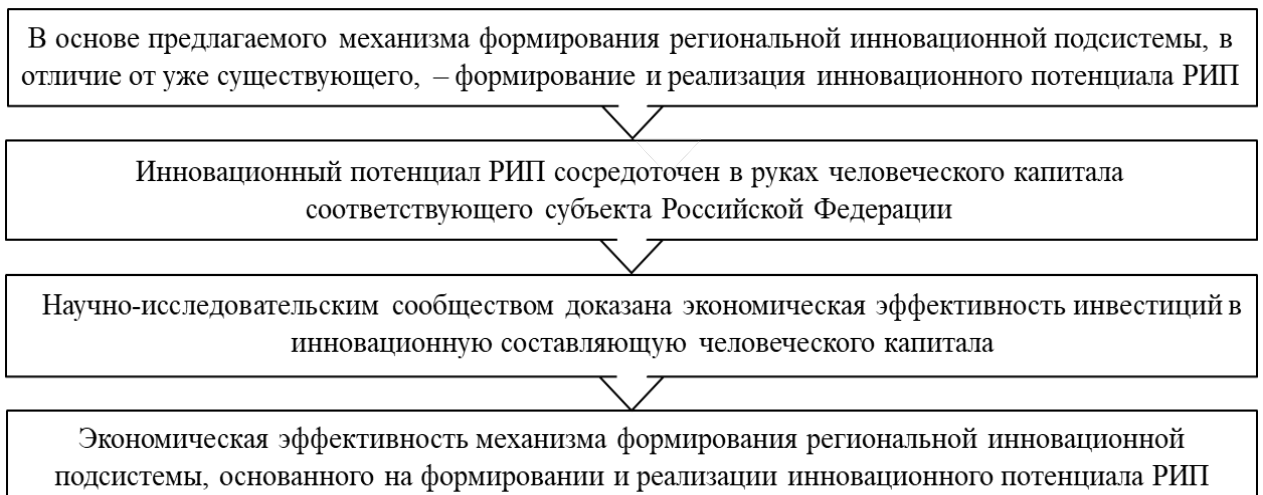 В основе предлагаемого механизма формирования региональной инновационной подсистемы, в
отличие от уже существующего, – формирование и реализация инновационного потенциала РИП
Инновационный потенциал РИП сосредоточен в руках человеческого капитала
соответствующего субъекта Российской Федерации
Научно-исследовательским сообществом доказана экономическая эффективность инвестиций в
инновационную составляющую человеческого капитала
Экономическая эффективность механизма формирования региональной инновационной
подсистемы, основанного на формировании и реализации инновационного потенциала РИП